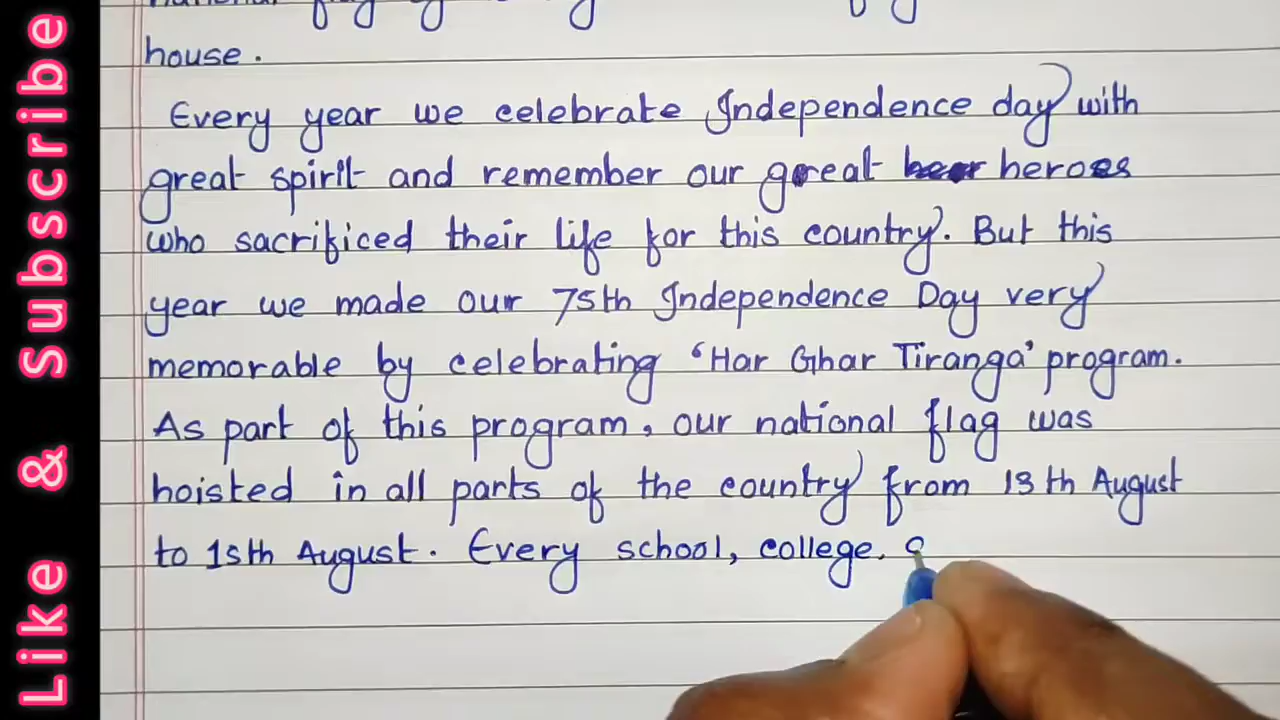 house.
Every year we celebrate Independence day with
great spirit and remember our great heroes
who sacrificed their life for this country. But this
year we made our 75th Independence Day very
memorable by celebrating 'Har Ghar Tiranga' program.
As part of this program, our national flag was
hoisted in all parts of the country from 13th August
to 15th August. Every school, college,
Like & Subscribe